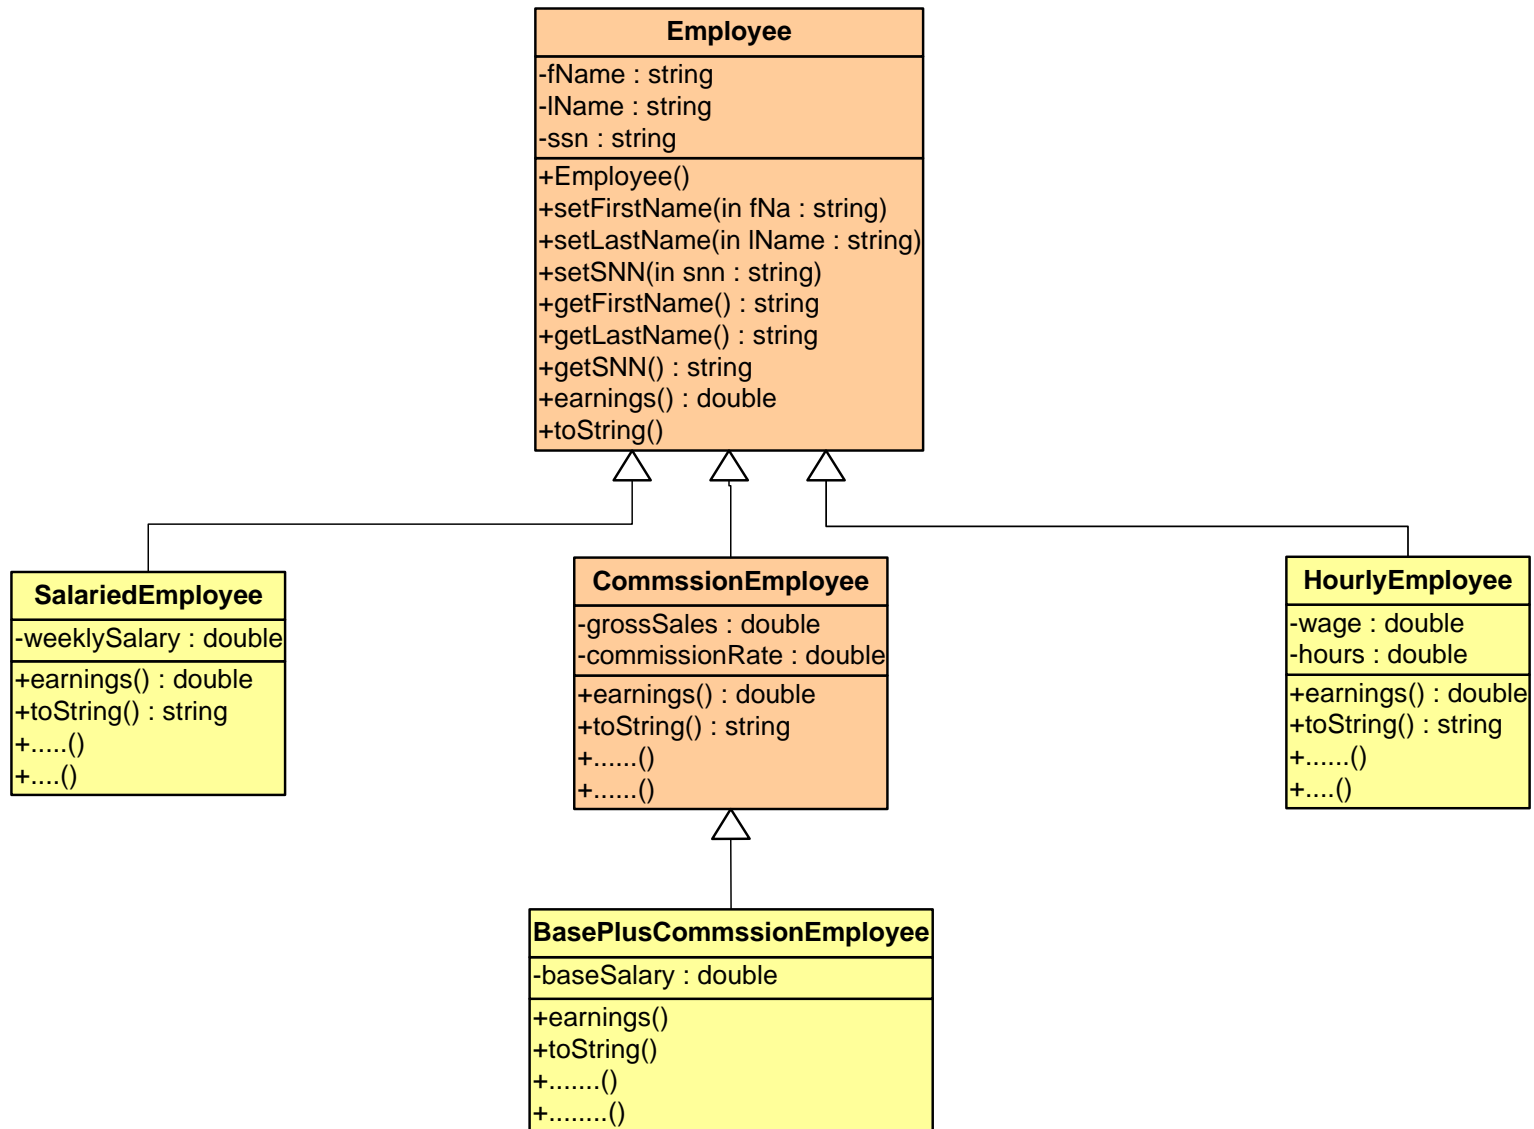 Employee
-fName : string
-lName : string
-ssn : string
+Employee()
+setFirstName(in fNa : string)
+setLastName(in lName : string)
+setSNN(in snn : string)
+getFirstName() : string
+getLastName() : string
+getSNN() : string
+earnings() : double
+toString()
SalariedEmployee
-weeklySalary : double
+earnings() : double
+toString() : string
+.....()
+....()
CommssionEmployee
-grossSales : double
-commissionRate : double
+earnings() : double
+toString() : string
+......()
+......()
HourlyEmployee
-wage : double
-hours : double
+earnings() : double
+toString() : string
+......()
+....()
BasePlusCommssionEmployee
-baseSalary : double
+earnings()
+toString()
+.......()
+........()